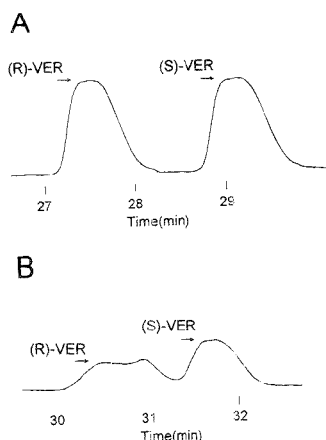 A
(R)-VER
(S)-VER
27
28
29
Time(min)
B
(S)-VER
(R)-VER
30
31
32
Time(min)